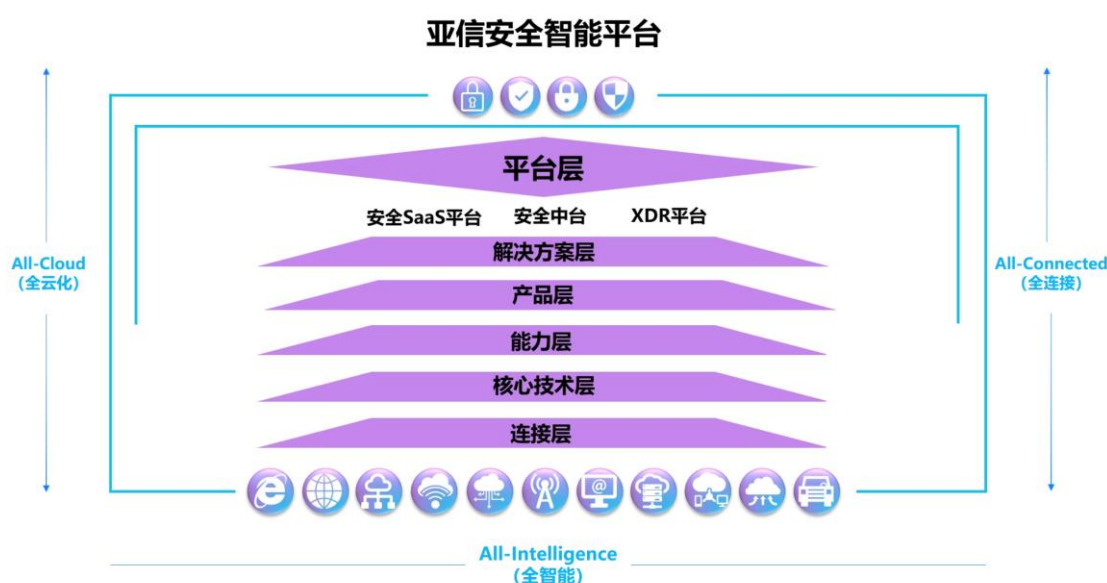 亚信安全智能平台
平台层
安全SaaS平台 安全中台 XDR平台
解决方案层
产品层
能力层
核心技术层
连接层
All-Cloud
(全云化)
All-Connected
(全连接)
All-Intelligence
(全智能)